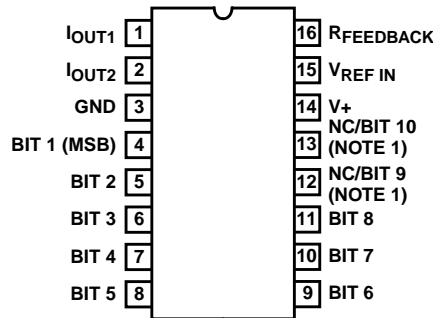 IOUT1 1
IOUT2 2
GND 3
BIT 1 (MSB) 4
BIT 2 5
BIT 3 6
BIT 4 7
BIT 5 8
16 RFEEDBACK
15 VREF IN
14 V+
13 NC/BIT 10
(NOTE 1)
12 NC/BIT 9
(NOTE 1)
11 BIT 8
10 BIT 7
9 BIT 6